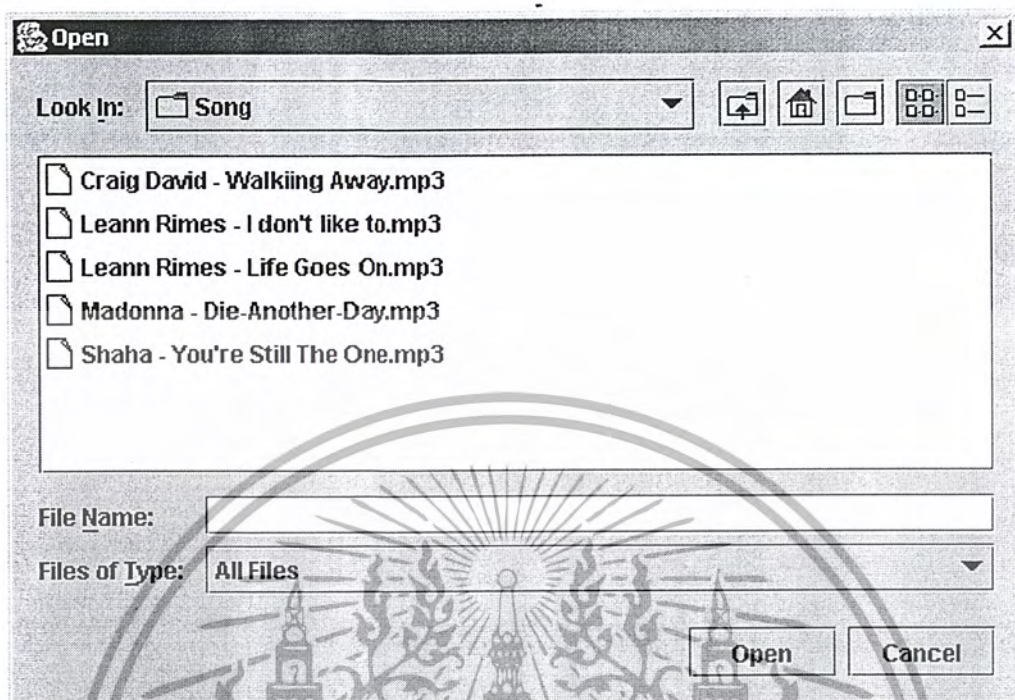 Open
Look In: Song
Craig David - Walkiing Away.mp3
Leann Rimes - I don't like to.mp3
Leann Rimes - Life Goes On.mp3
Madonna - Die-Another-Day.mp3
Shaha - You're Still The One.mp3
File Name:
Files of Type: All Files
Open Cancel